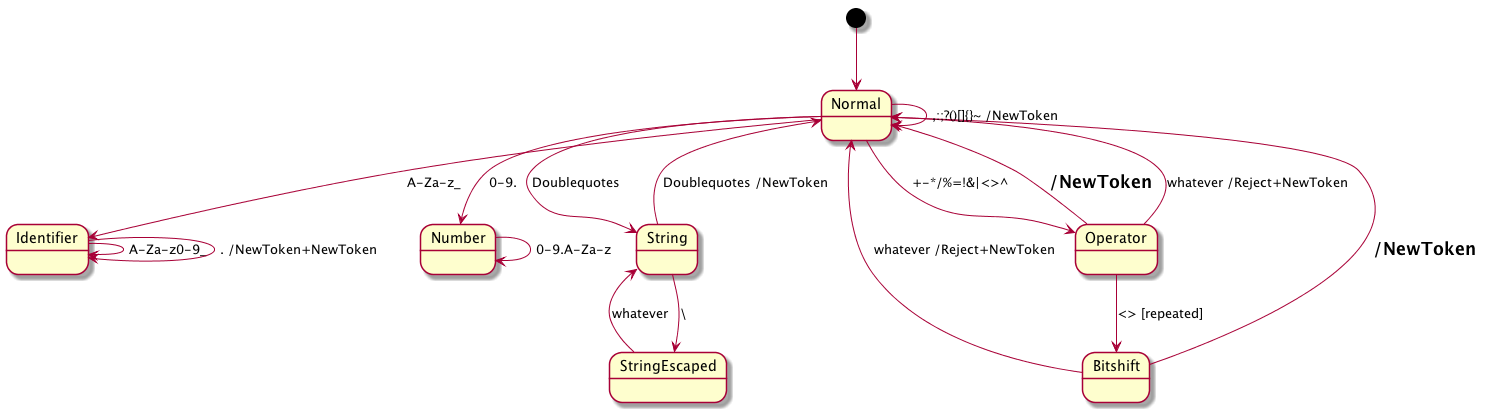 Normal
,:;?()[]{}~ /NewToken
A-Za-z_
0-9.
Doublequotes
Doublequotes /NewToken
+-*/%=!&|<>^
/NewToken
whatever /Reject+NewToken
Identifier
A-Za-z0-9_
. /NewToken+NewToken
Number
0-9.A-Za-z
String
whatever /Reject+NewToken
Operator
/NewToken
whatever
\
<> [repeated]
StringEscaped
Bitshift